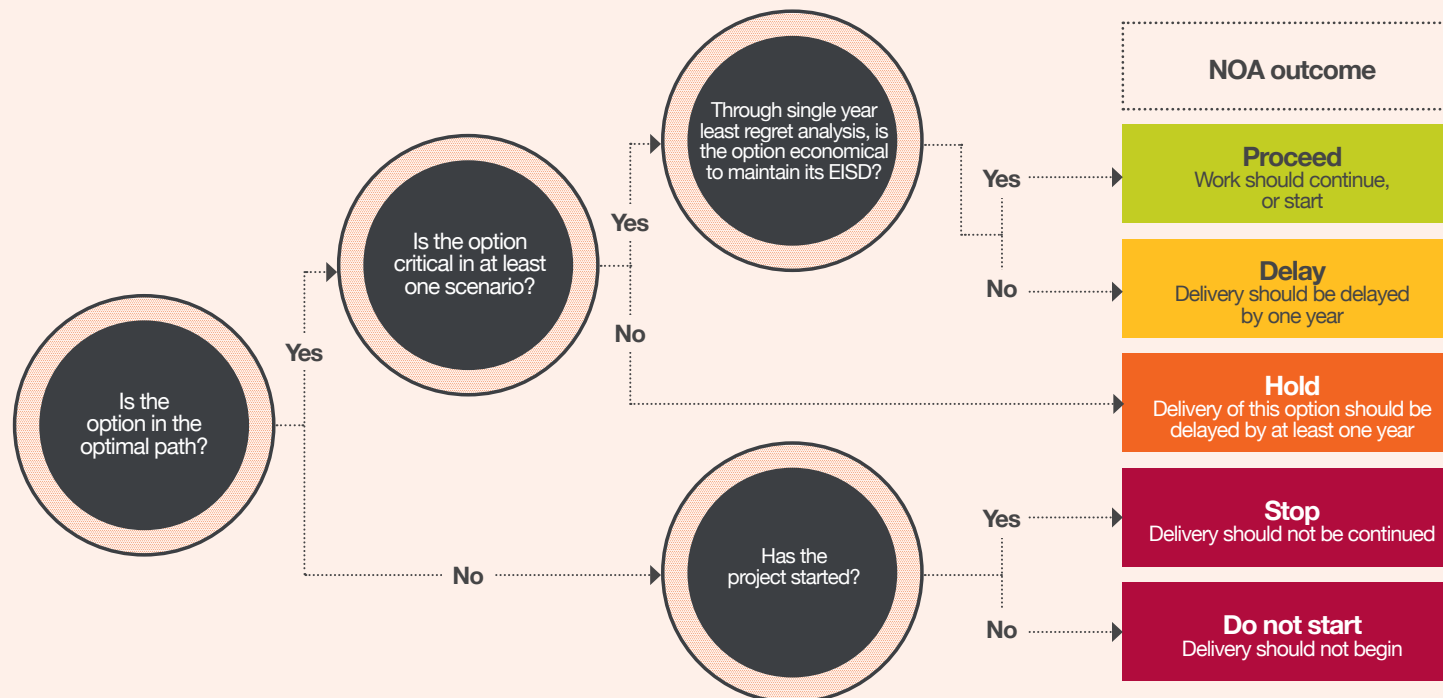 Is the
option in the
optimal path?
Yes
No
Is the option
critical in at least
one scenario?
Yes
No
Through single year
least regret analysis, is
the option economical
to maintain its EISD?
Yes
No
Has the
project started?
Yes
No
NOA outcome
Proceed
Work should continue,
or start
Delay
Delivery should be delayed
by one year
Hold
Delivery of this option should be
delayed by at least one year
Stop
Delivery should not be continued
Do not start
Delivery should not begin